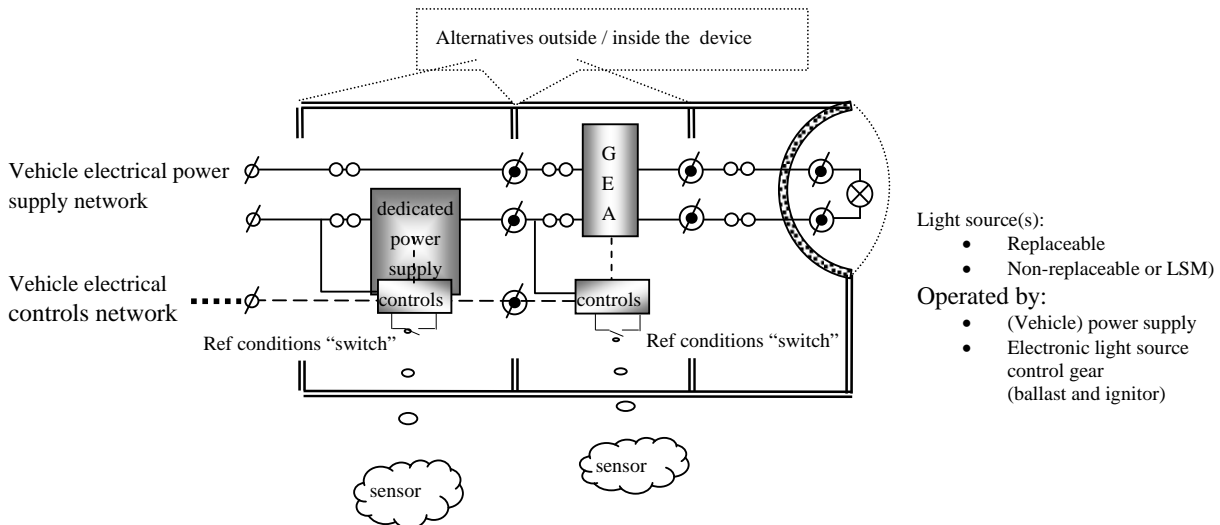 Alternatives outside / inside the  device
Vehicle electrical power
supply network
G
E
A
dedicated
power
supply
controls
controls
Vehicle electrical
controls network
Ref conditions “switch”
Ref conditions “switch”
sensor
sensor
Light source(s):
● Replaceable
● Non-replaceable or LSM)
Operated by:
● (Vehicle) power supply
● Electronic light source
control gear
(ballast and ignitor)